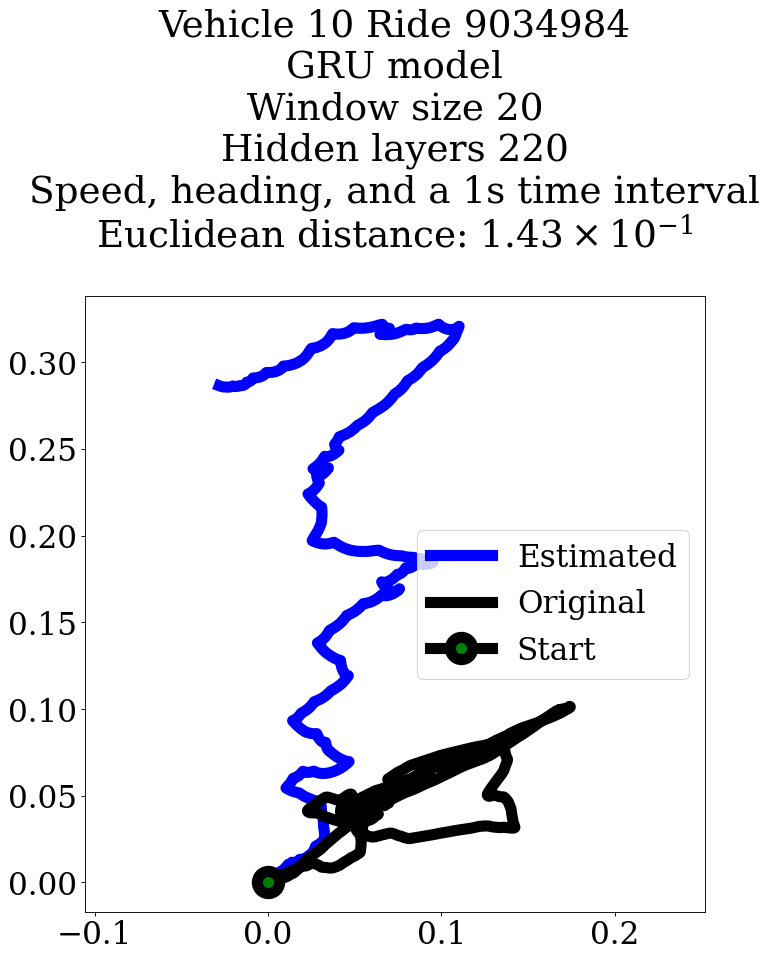 Vehicle 10 Ride 9034984
GRU model
Window size 20
Hidden layers 220
Speed, heading, and a 1s time interval
Euclidean distance: 1.43 × 10⁻¹
0.30
0.25
0.20
0.15
0.10
0.05
0.00
Estimated
Original
Start
−0.1
0.0
0.1
0.2